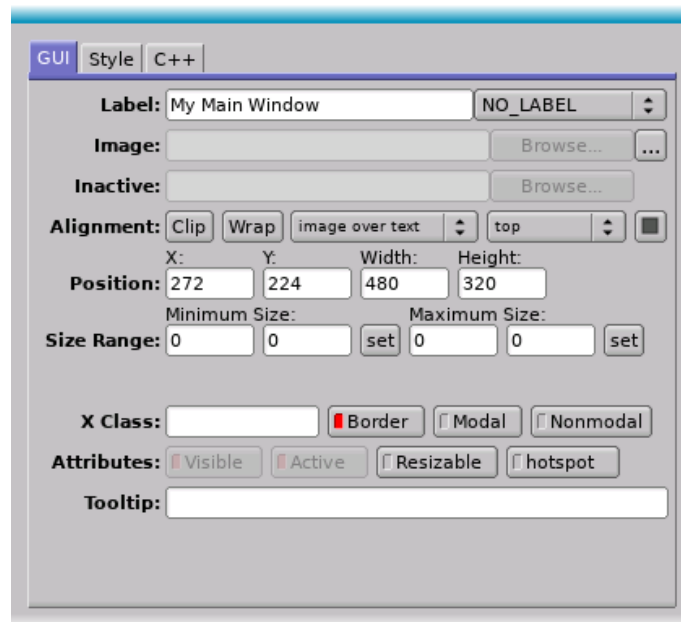 GUI Style C++
Label: My Main Window NO_LABEL
Image: Browse... ...
Inactive: Browse...
Alignment: Clip Wrap image over text top
X: Y: Width: Height:
Position: 272 224 480 320
Minimum Size: Maximum Size:
Size Range: 0 0 set 0 0 set
X Class: Border Modal Nonmodal
Attributes: Visible Active Resizable hotspot
Tooltip: